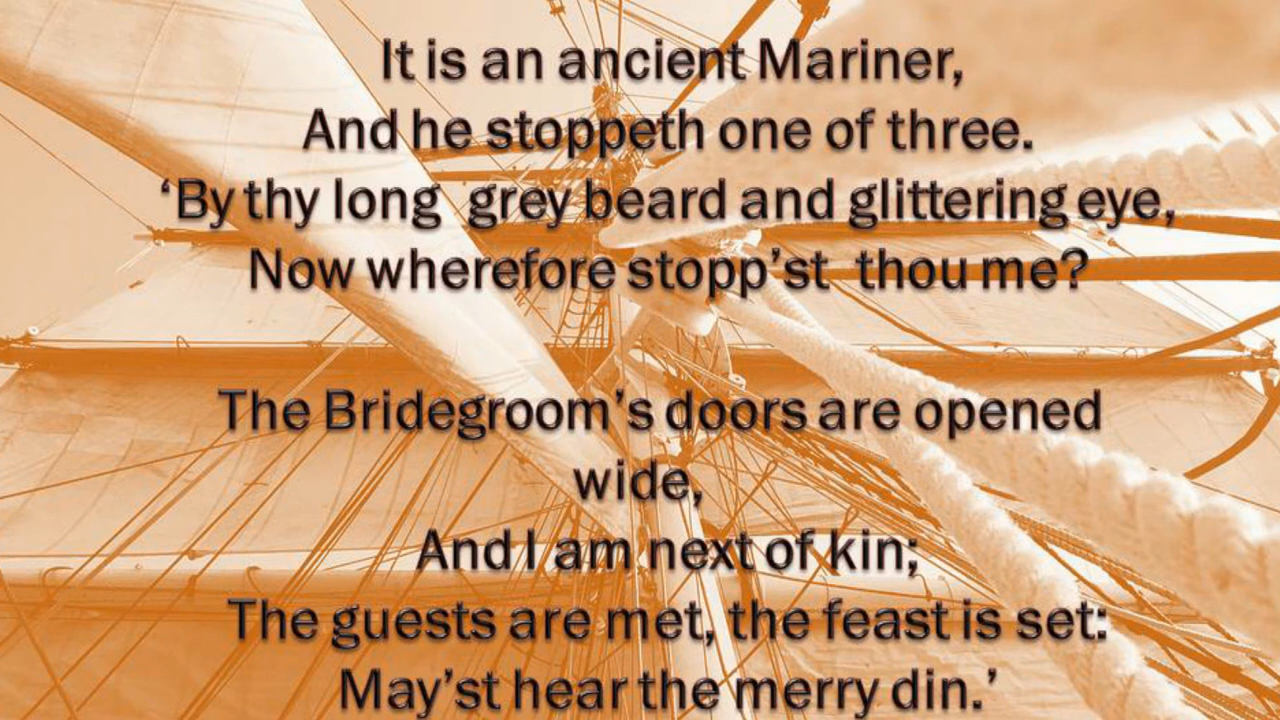 It is an ancient Mariner,
And he stoppeth one of three.
‘By thy long grey beard and glittering eye,
Now wherefore stopp’st thou me?
The Bridegroom’s doors are opened
wide,
And I am next of kin;
The guests are met, the feast is set:
May’st hear the merry din.’